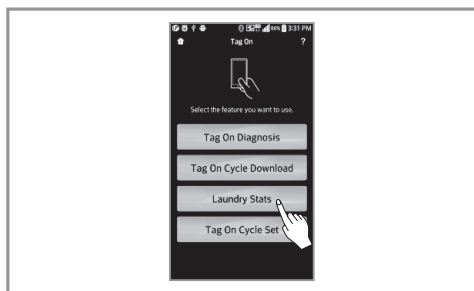 3:31 PM
Tag On
?
Select the feature you want to use.
Tag On Diagnosis
Tag On Cycle Download
Laundry Stats
Tag On Cycle Set